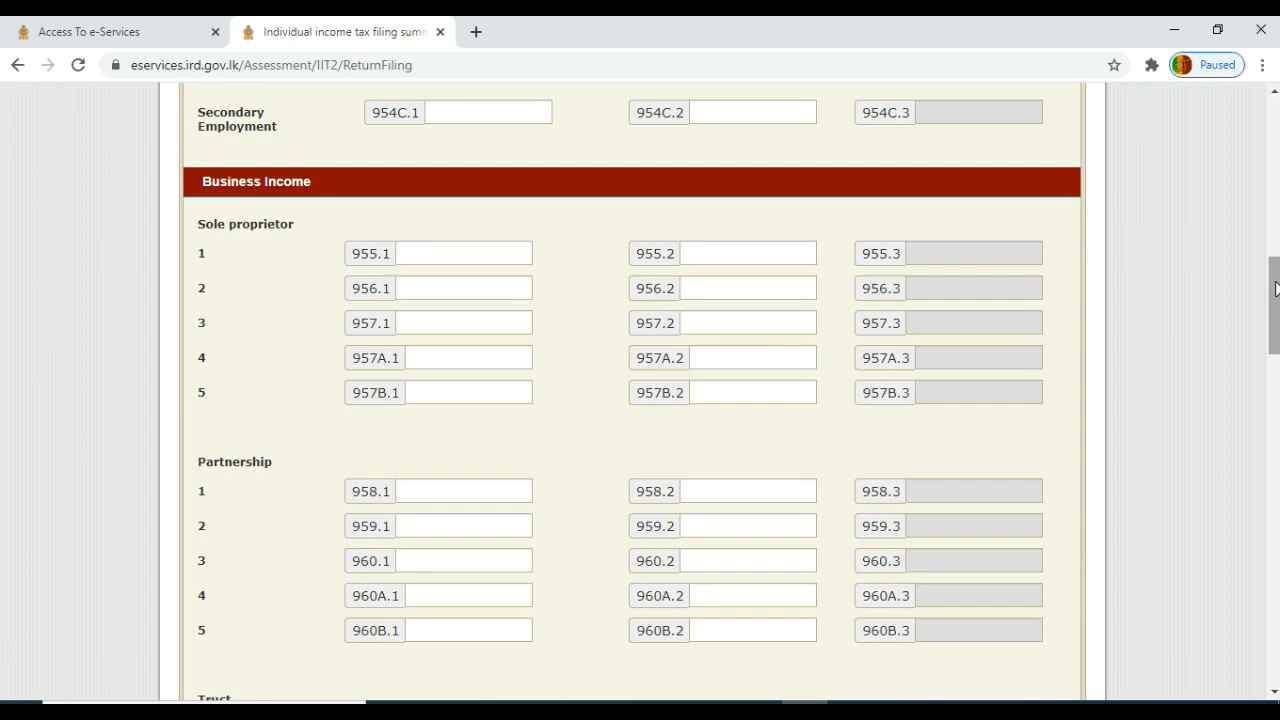 Access To e-Services
Individual income tax filing sumn
eservices.ird.gov.lk/Assessment/IIT2/ReturnFiling
Paused
Secondary Employment 954C.1 954C.2 954C.3
Business Income
Sole proprietor
1 955.1 955.2 955.3
2 956.1 956.2 956.3
3 957.1 957.2 957.3
4 957A.1 957A.2 957A.3
5 957B.1 957B.2 957B.3
Partnership
1 958.1 958.2 958.3
2 959.1 959.2 959.3
3 960.1 960.2 960.3
4 960A.1 960A.2 960A.3
5 960B.1 960B.2 960B.3
Trust